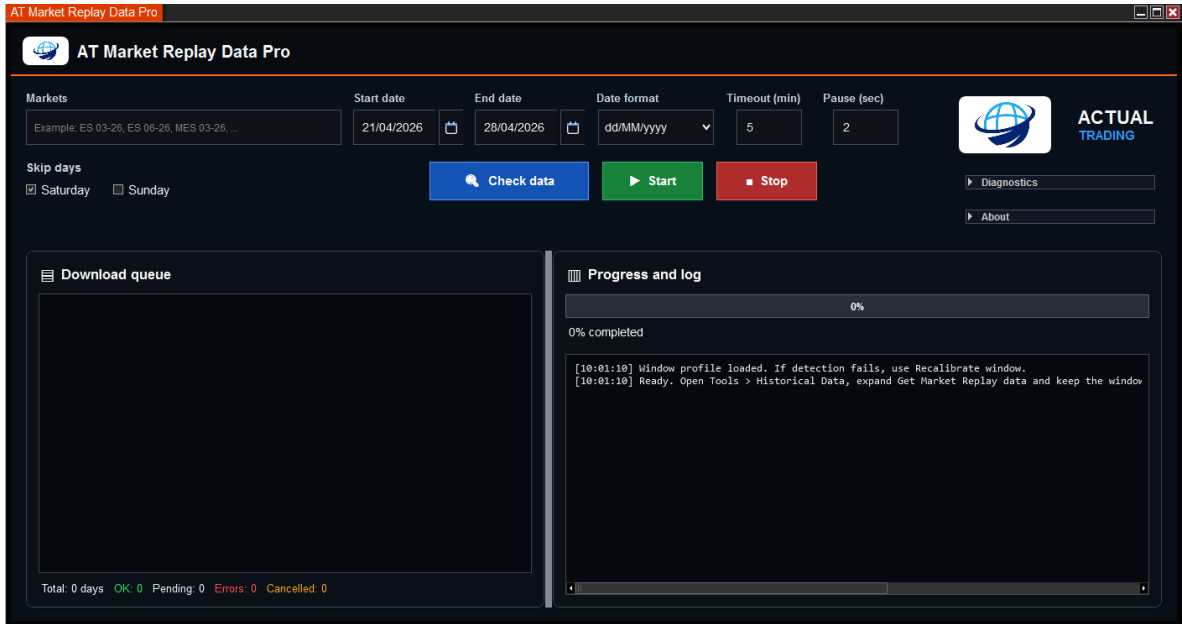 AT Market Replay Data Pro
AT Market Replay Data Pro
Markets
Start date
End date
Date format
Timeout (min)
Pause (sec)
Example: ES 03-26, ES 06-26, MES 03-26, ...
21/04/2026
28/04/2026
dd/MM/yyyy
5
2
ACTUAL
TRADING
Skip days
Saturday
Sunday
Check data
Start
Stop
Diagnostics
About
Download queue
Total: 0 days OK: 0 Pending: 0 Errors: 0 Cancelled: 0
Progress and log
0%
0% completed
[10:01:10] Window profile loaded. If detection fails, use Recalibrate window.
[10:01:10] Ready. Open Tools > Historical Data, expand Get Market Replay data and keep the window